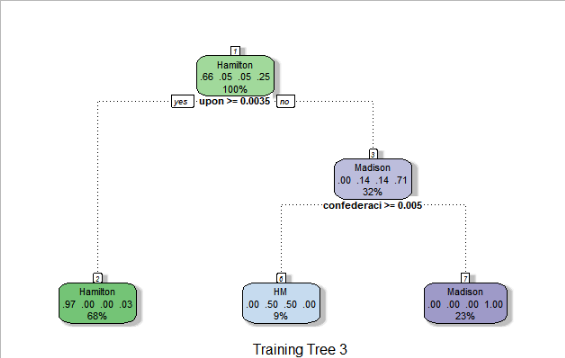 1
Hamilton
.66 .05 .05 .25
100%
yes upon >= 0.0035 no
3
Madison
.00 .14 .14 .71
32%
confederaci >= 0.005
2
Hamilton
.97 .00 .00 .03
68%
6
HM
.00 .50 .50 .00
9%
7
Madison
.00 .00 .00 1.00
23%
Training Tree 3